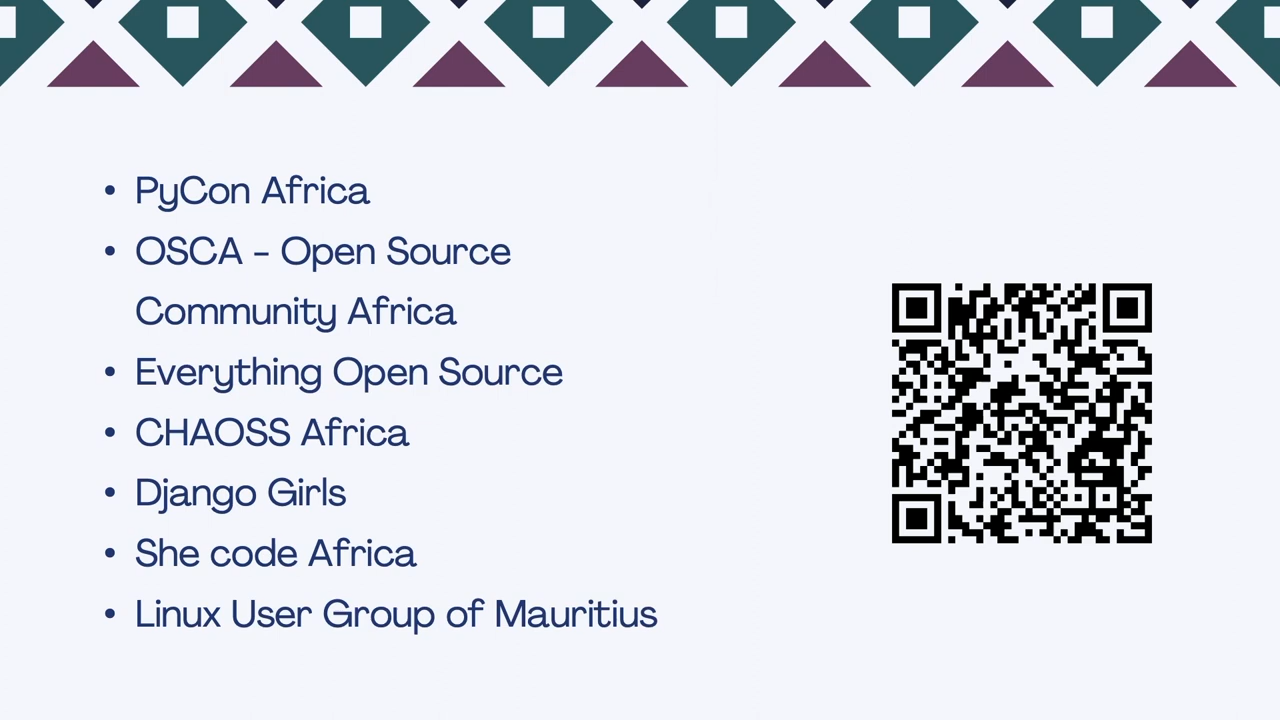 • PyCon Africa
• OSCA - Open Source
Community Africa
• Everything Open Source
• CHAOSS Africa
• Django Girls
• She code Africa
• Linux User Group of Mauritius